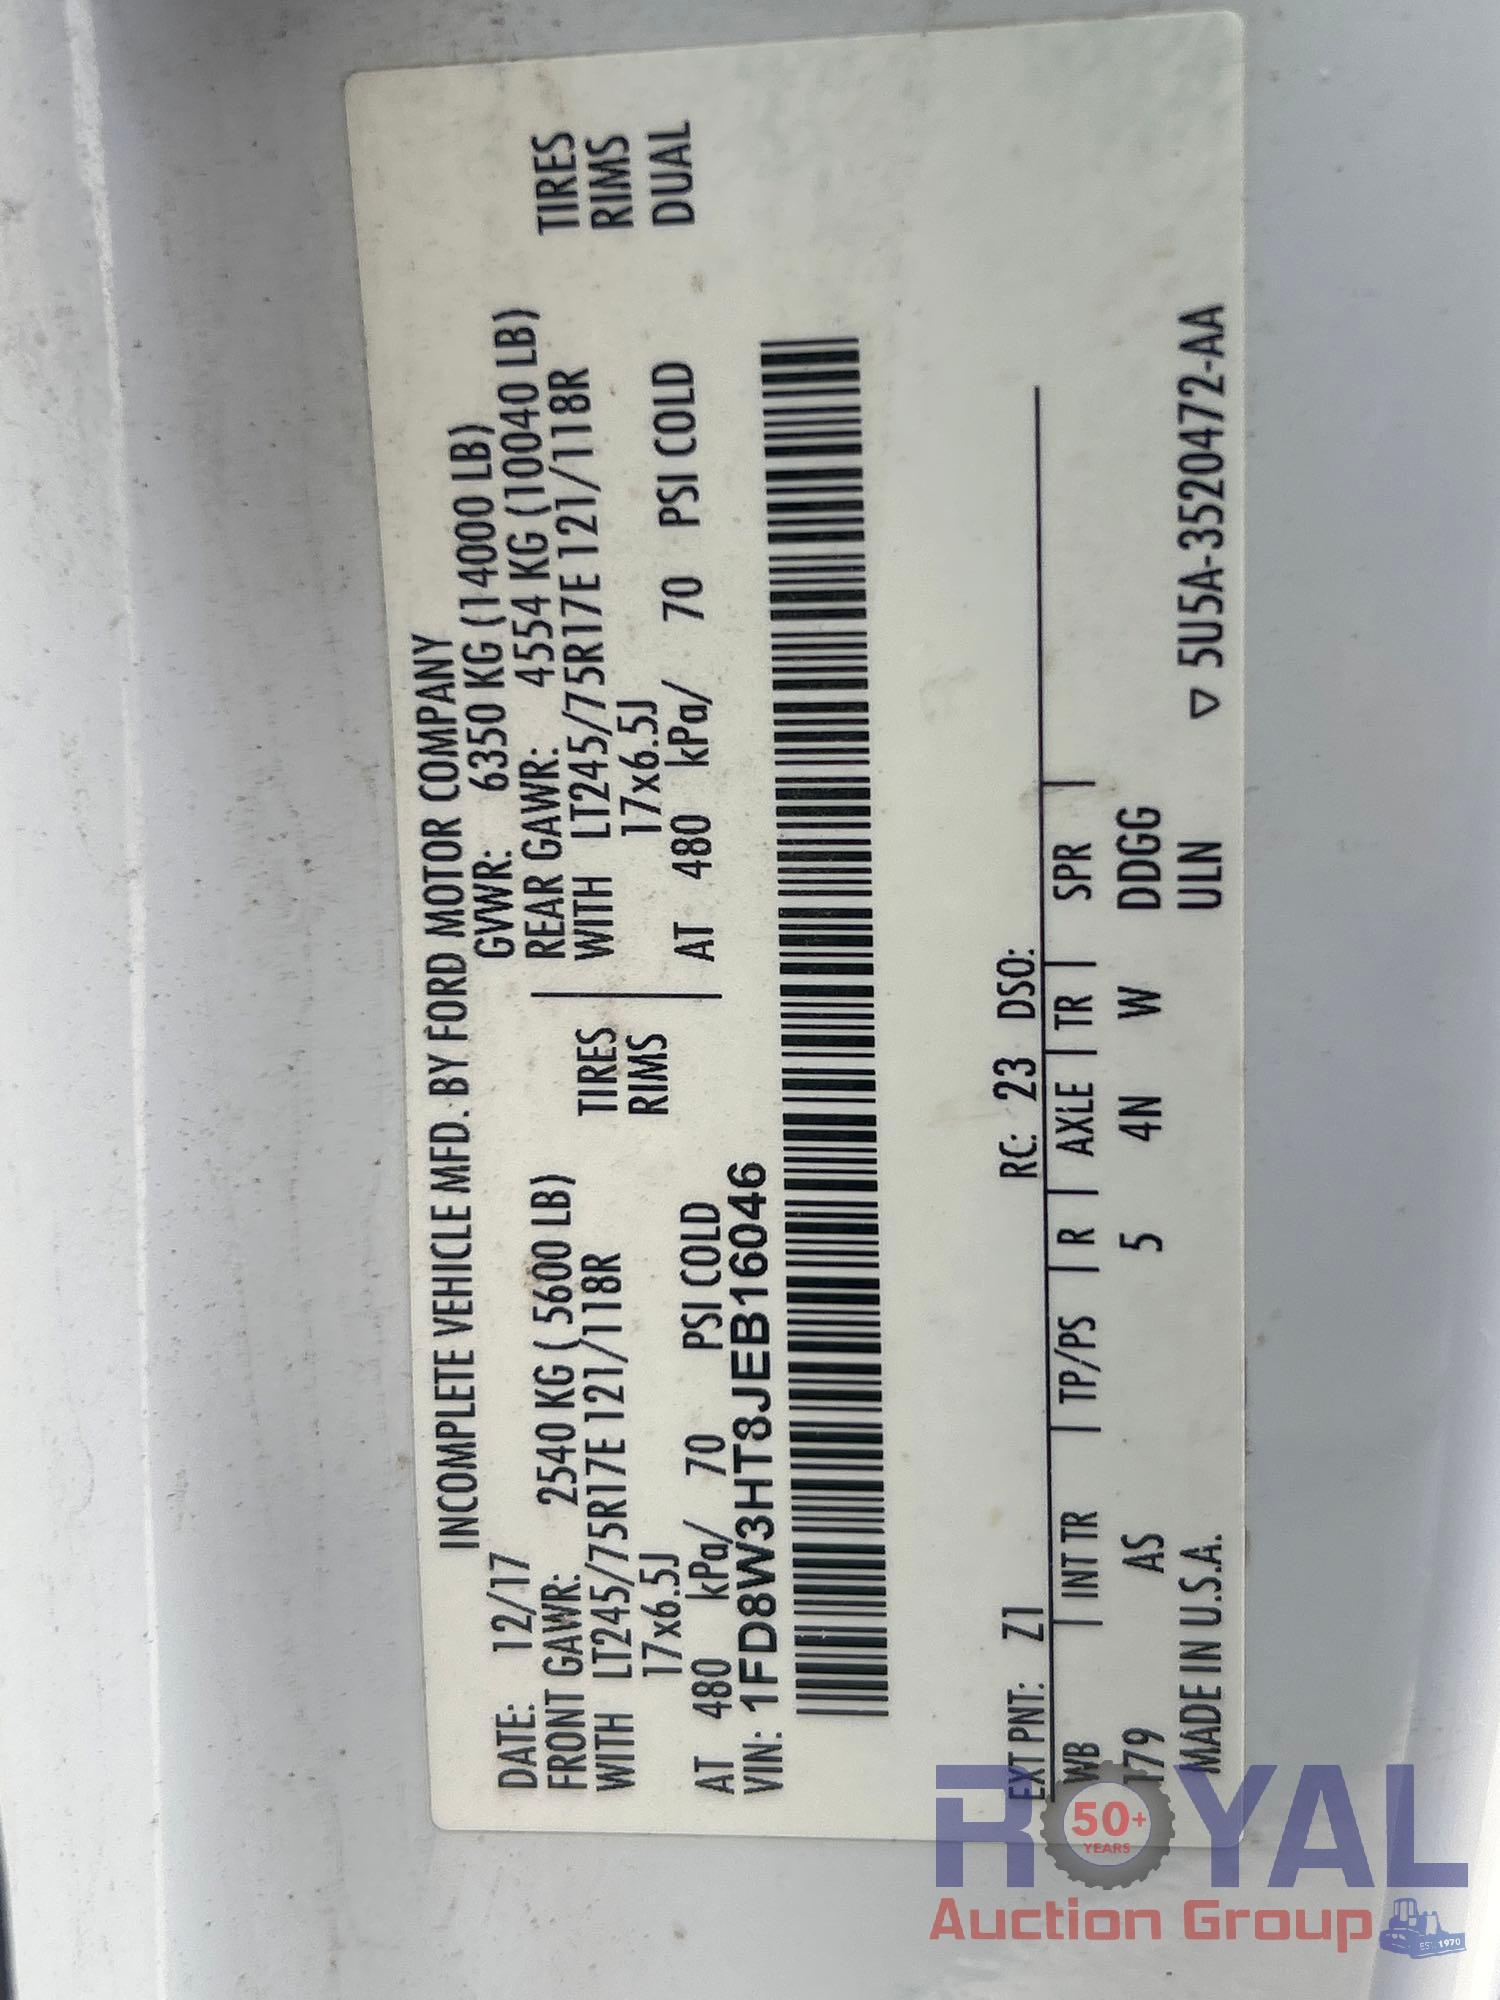 INCOMPLETE VEHICLE MFD. BY FORD MOTOR COMPANY
DATE: 12/17 GVWR: 6350 KG (14000 LB)
FRONT GAWR: 2540 KG ( 5600 LB) REAR GAWR: 4554 KG (10040 LB)
WITH LT245/75R17E 121/118R TIRES WITH LT245/75R17E 121/118R TIRES
17x6.5J RIMS 17x6.5J RIMS
AT 480 kPa/ 70 PSI COLD AT 480 kPa/ 70 PSI COLD DUAL
VIN: 1FD8W3HT8JEB16046
EXT PNT: Z1 RC: 23 DSO:
WB | INT TR | TP/PS | R | AXLE | TR | SPR |
179 AS 5 4N W DDGG
MADE IN U.S.A. ULN ▽ 5U5A-3520472-AA
ROYAL
50+
YEARS
Auction Group
EST. 1970